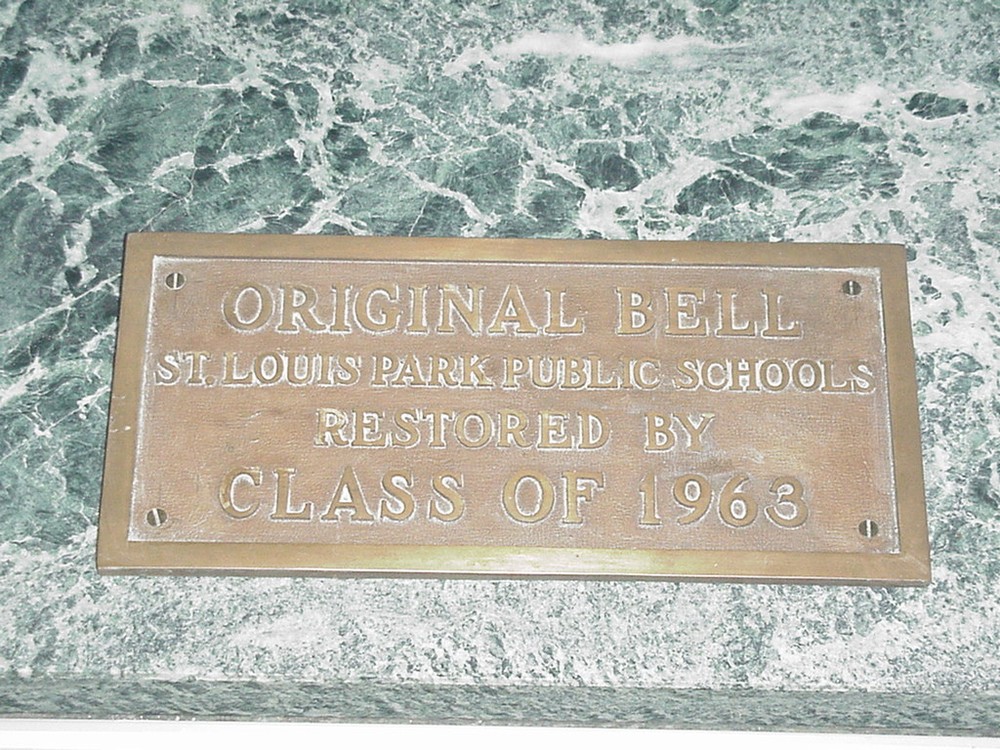 ORIGINAL BELL
ST. LOUIS PARK PUBLIC SCHOOLS
RESTORED BY
CLASS OF 1963